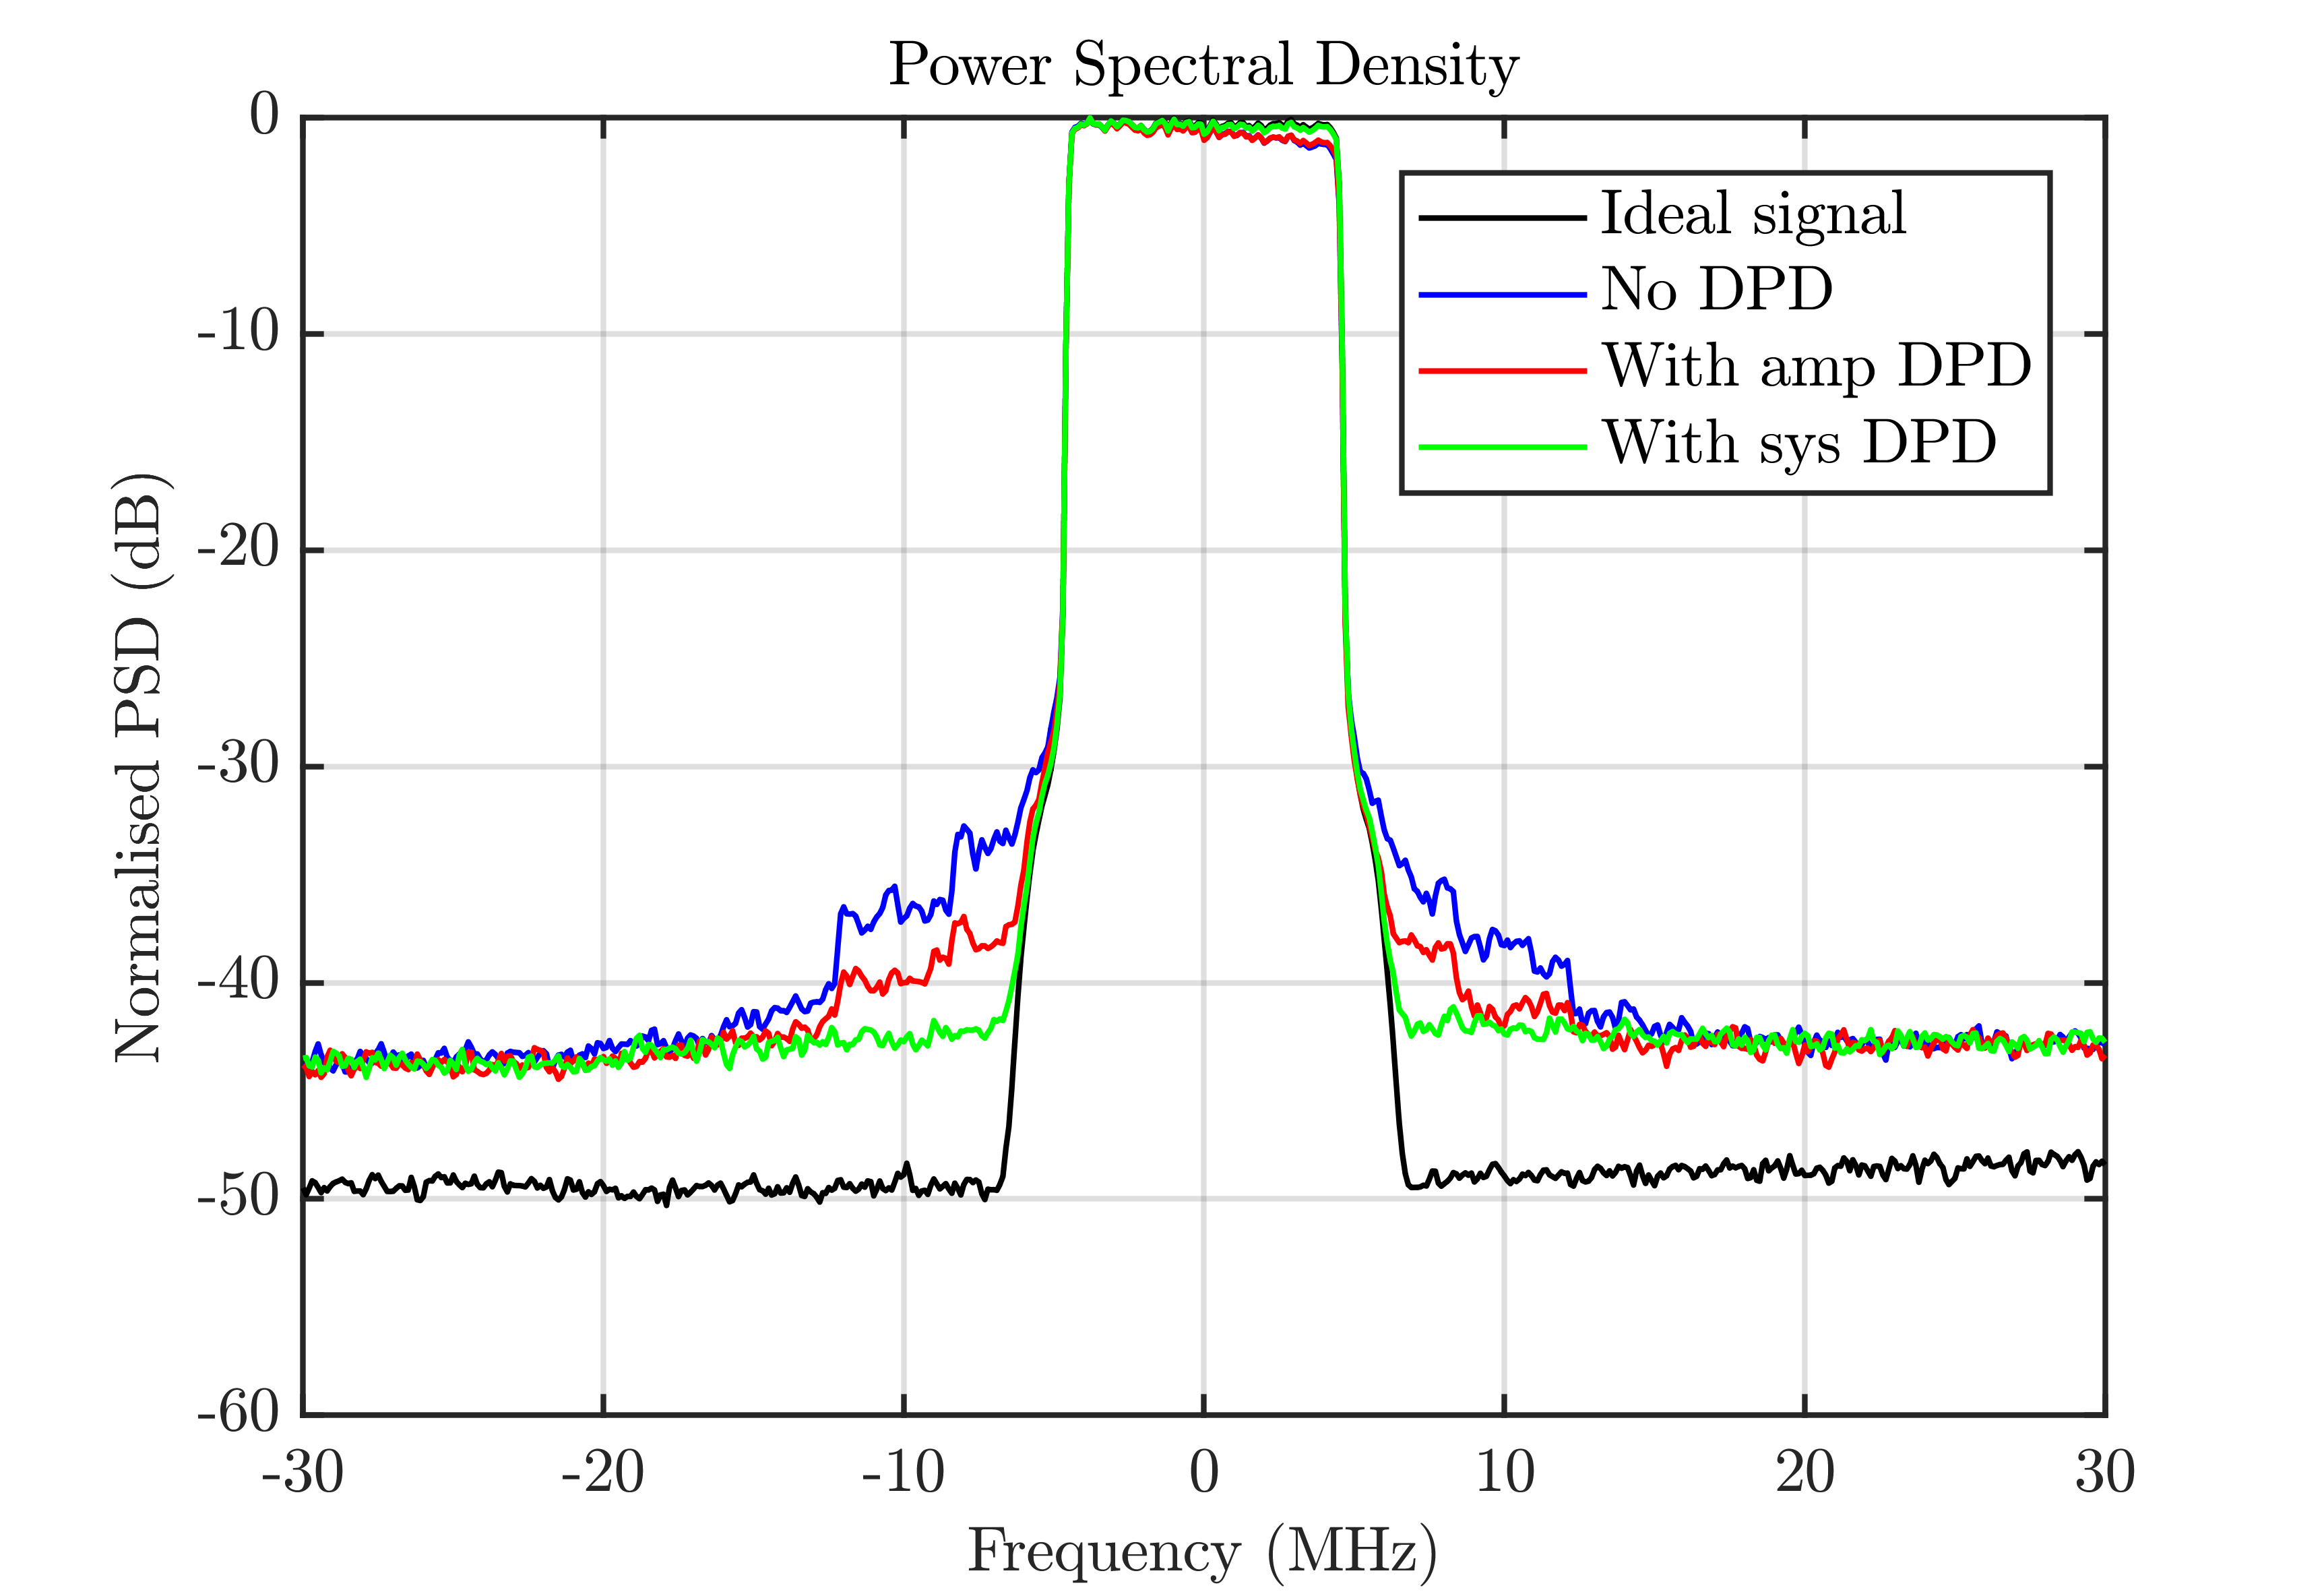 Power Spectral Density
0
-10
-20
-30
-40
-50
-60
Normalised PSD (dB)
Ideal signal
No DPD
With amp DPD
With sys DPD
-30 -20 -10 0 10 20 30
Frequency (MHz)